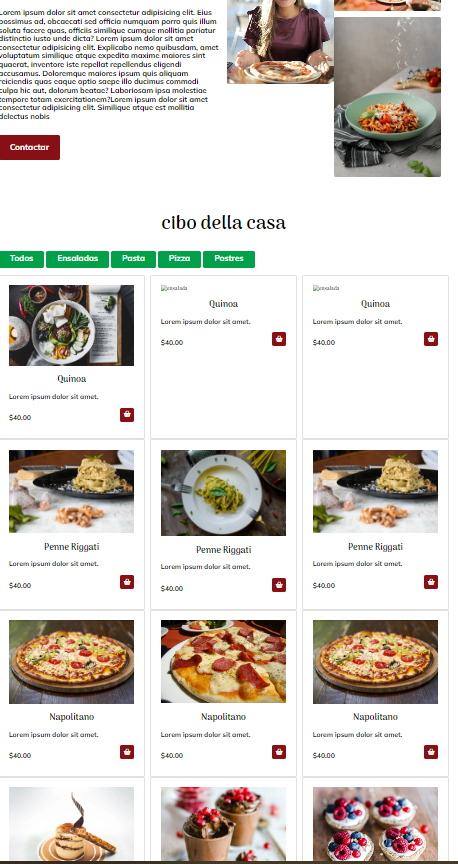 Lorem ipsum dolor sit amet consectetur adipisicing elit. Eius
possimus ad, obcaecati sed officia numquam porro quis illum
soluta facere quas, officiis similique cumque mollitia pariatur
distinctio iusto unde dicta? Lorem ipsum dolor sit amet
consectetur adipisicing elit. Explicabo nemo quibusdam, amet
voluptatum similique atque expedita maxime maiores sint
quaerat, inventore iste repellat repellendus eligendi
accusamus. Doloremque maiores ipsum quis aliquam
reiciendis quas eaque optio saepe illo ducimus commodi
culpa hic aut, dolorum beatae? Laboriosam ipsa molestiae
tempore totam exercitationem?Lorem ipsum dolor sit amet
consectetur adipisicing elit. Similique atque est mollitia
delectus nobis
Contactar
cibo della casa
Todos Ensaladas Pasta Pizza Postres
ensalada ensalada
Quinoa Quinoa
Lorem ipsum dolor sit amet. Lorem ipsum dolor sit amet.
$40.00 $40.00
Quinoa
Lorem ipsum dolor sit amet.
$40.00
Penne Riggati Penne Riggati Penne Riggati
Lorem ipsum dolor sit amet. Lorem ipsum dolor sit amet. Lorem ipsum dolor sit amet.
$40.00 $40.00 $40.00
Napolitano Napolitano Napolitano
Lorem ipsum dolor sit amet. Lorem ipsum dolor sit amet. Lorem ipsum dolor sit amet.
$40.00 $40.00 $40.00